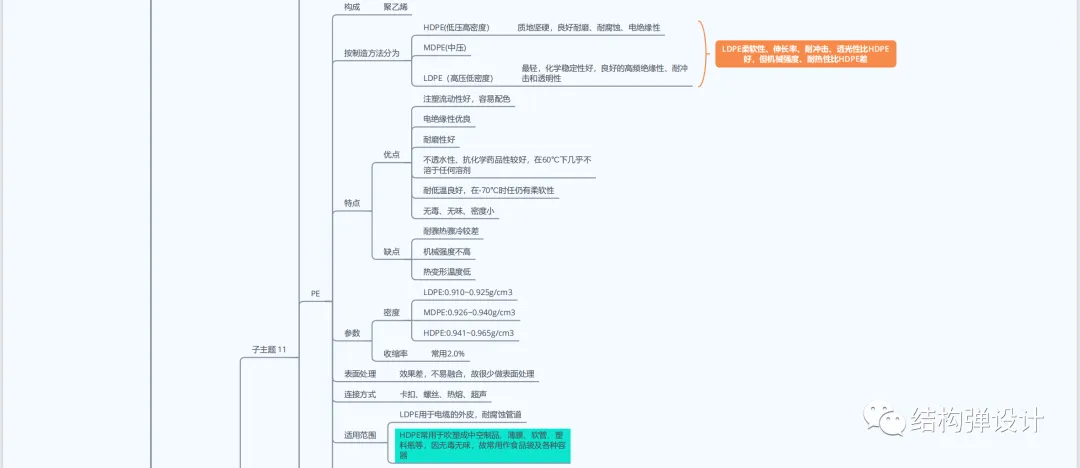 构成
聚乙烯
按制造方法分为
HDPE(低压高密度)
质地坚硬，良好耐磨、耐腐蚀、电绝缘性
MDPE(中压)
LDPE（高压低密度）
最轻，化学稳定性好，良好的高频绝缘性、耐冲
击和透明性
LDPE柔软性、伸长率、耐冲击、透光性比HDPE
好，但机械强度、耐热性比HDPE差
特点
优点
注塑流动性好，容易配色
电绝缘性优良
耐磨性好
不透水性，抗化学药品性较好，在60℃下几乎不
溶于任何溶剂
耐低温良好，在-70℃时任仍有柔软性
无毒、无味、密度小
缺点
耐骤热骤冷较差
机械强度不高
热变形温度低
PE
参数
密度
LDPE:0.910~0.925g/cm3
MDPE:0.926~0.940g/cm3
HDPE:0.941~0.965g/cm3
收缩率
常用2.0%
子主题 11
表面处理
效果差，不易融合，故很少做表面处理
连接方式
卡扣、螺丝、热熔、超声
适用范围
LDPE用于电缆的外皮，耐腐蚀管道
HDPE常用于吹塑成中空制品、薄膜、软管、塑
料瓶等，因无毒无味，故常用作食品袋及各种容
器
结构弹设计